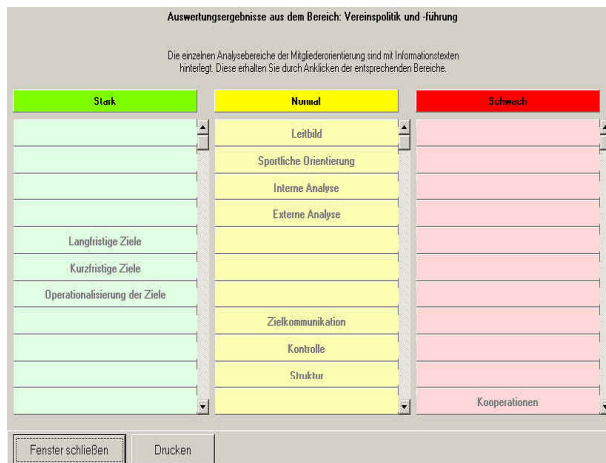 Auswertungsergebnisse aus dem Bereich: Vereinspolitik und -führung
Die einzelnen Analysebereiche der Mitgliederorientierung sind mit Informationstexten
hinterlegt. Diese erhalten Sie durch Anklicken der entsprechenden Bereiche.
Stark
Normal
Schwach
Leitbild
Sportliche Orientierung
Interne Analyse
Externe Analyse
Langfristige Ziele
Kurzfristige Ziele
Operationalisierung der Ziele
Zielkommunikation
Kontrolle
Struktur
Kooperationen
Fenster schließen
Drucken